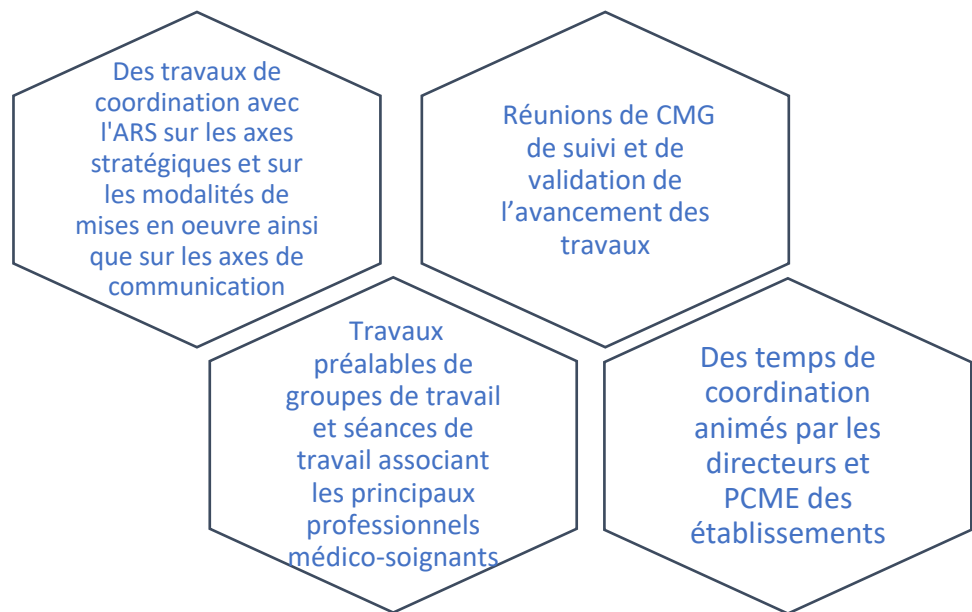 Des travaux de
coordination avec
l'ARS sur les axes
stratégiques et sur
les modalités de
mises en oeuvre ainsi
que sur les axes de
communication
Réunions de CMG
de suivi et de
validation de
l’avancement des
travaux
Travaux
préalables de
groupes de travail
et séances de
travail associant
les principaux
professionnels
médico-soignants
Des temps de
coordination
animés par les
directeurs et
PCME des
établissements